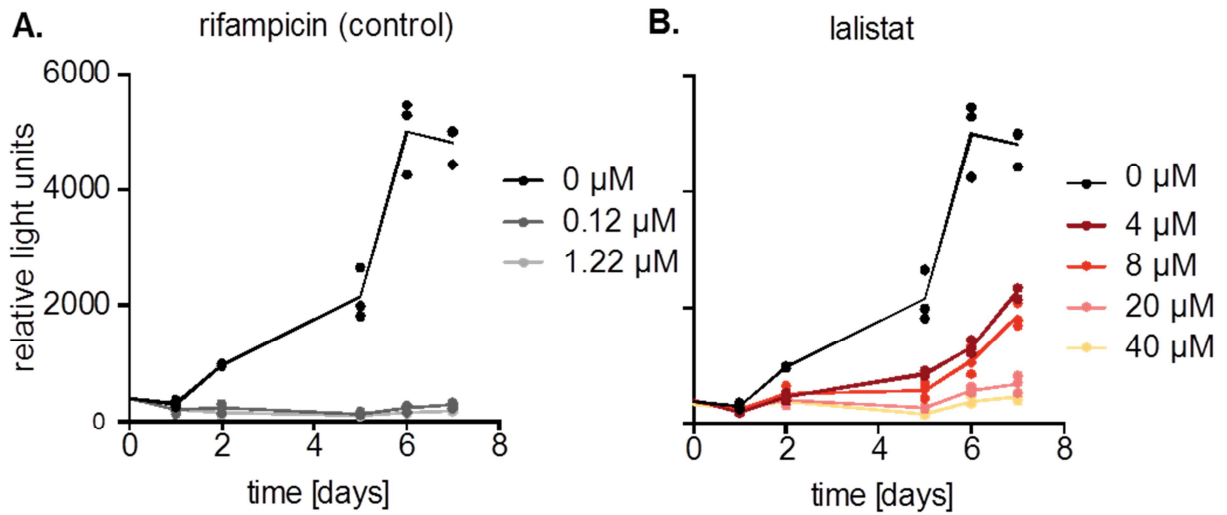 A.
rifampicin (control)
6000
4000
2000
0
relative light units
0 2 4 6 8
time [days]
0 µM
0.12 µM
1.22 µM
B.
lalistat
0 2 4 6 8
time [days]
0 µM
4 µM
8 µM
20 µM
40 µM